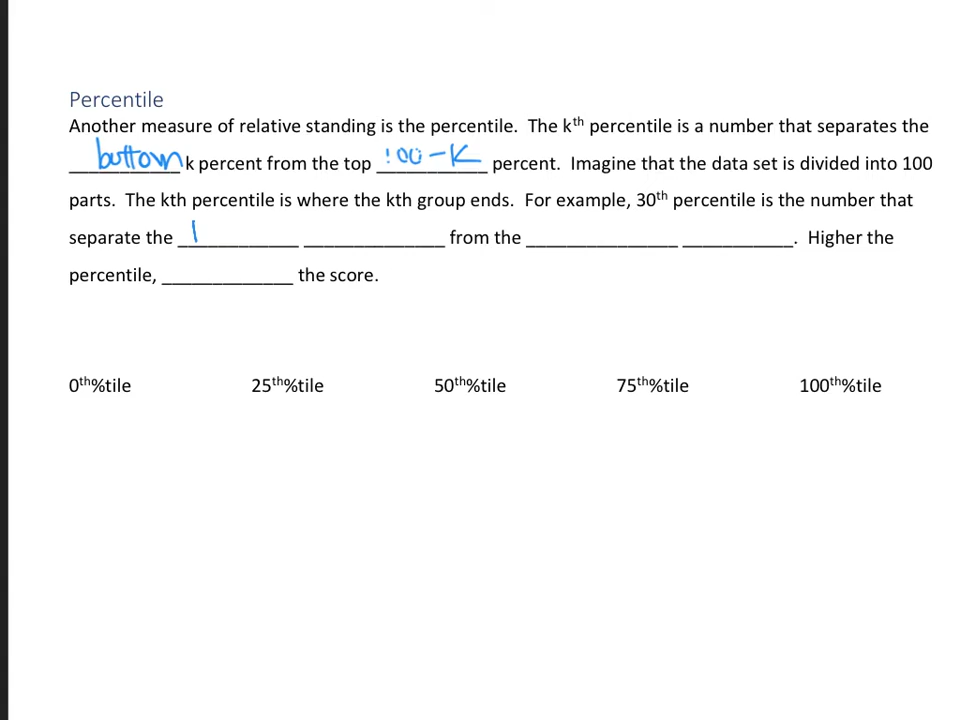 Percentile
Another measure of relative standing is the percentile. The kth percentile is a number that separates the
bottom k percent from the top 100-K percent. Imagine that the data set is divided into 100
parts. The kth percentile is where the kth group ends. For example, 30th percentile is the number that
separate the ____________ ______________ from the _______________ ___________. Higher the
percentile, _____________ the score.
0th%tile 25th%tile 50th%tile 75th%tile 100th%tile